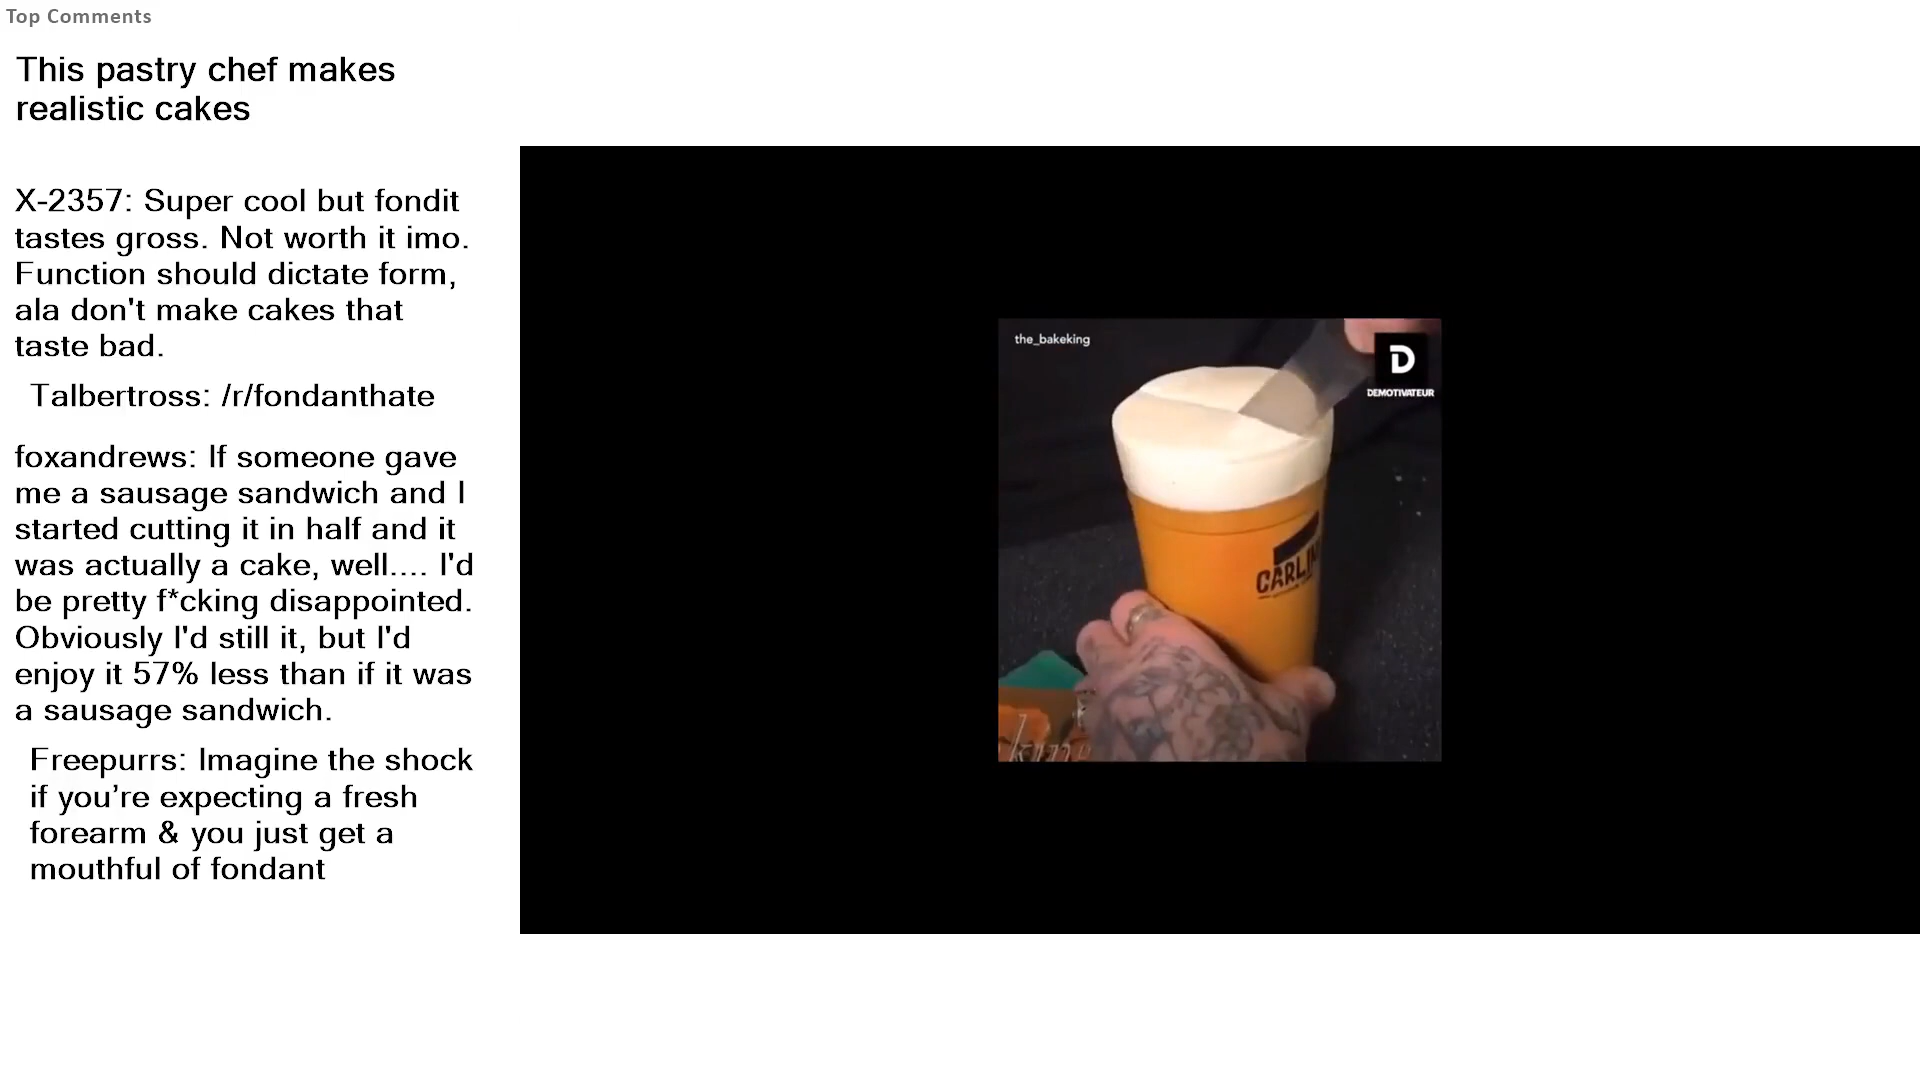 Top Comments
This pastry chef makes
realistic cakes
X-2357: Super cool but fondit
tastes gross. Not worth it imo.
Function should dictate form,
ala don't make cakes that
taste bad.
Talbertross: /r/fondanthate
foxandrews: If someone gave
me a sausage sandwich and I
started cutting it in half and it
was actually a cake, well.... I'd
be pretty f*cking disappointed.
Obviously I'd still it, but I'd
enjoy it 57% less than if it was
a sausage sandwich.
Freepurrs: Imagine the shock
if you’re expecting a fresh
forearm & you just get a
mouthful of fondant
the_bakeking
D
DEMOTIVATEUR
CARLIN